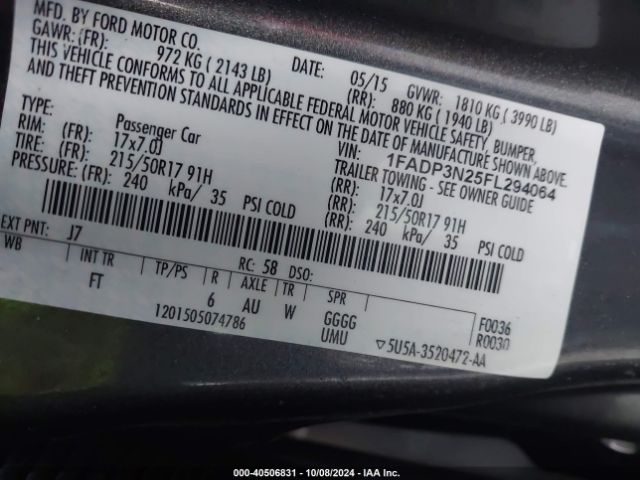 MFD. BY FORD MOTOR CO.
DATE: 05/15 GVWR: 1810 KG ( 3990 LB)
GAWR: (FR): 972 KG ( 2143 LB) (RR): 880 KG ( 1940 LB)
THIS VEHICLE CONFORMS TO ALL APPLICABLE FEDERAL MOTOR VEHICLE SAFETY, BUMPER,
AND THEFT PREVENTION STANDARDS IN EFFECT ON THE DATE OF MANUFACTURE SHOWN ABOVE.
VIN: 1FADP3N25FL294064
TYPE: Passenger Car TRAILER TOWING - SEE OWNER GUIDE
RIM: (FR): 17x7.0J (RR): 17x7.0J
TIRE: (FR): 215/50R17 91H (RR): 215/50R17 91H
PRESSURE: (FR): 240 kPa/ 35 PSI COLD (RR): 240 kPa/ 35 PSI COLD
EXT PNT: J7 RC: 58 DSO:
WB INT TR TP/PS R AXLE TR SPR
FT 6 AU W GGGG F0036
UMU R0030
1201505074786 5U5A-3520472-AA
000-40506831 - 10/08/2024 - IAA Inc.